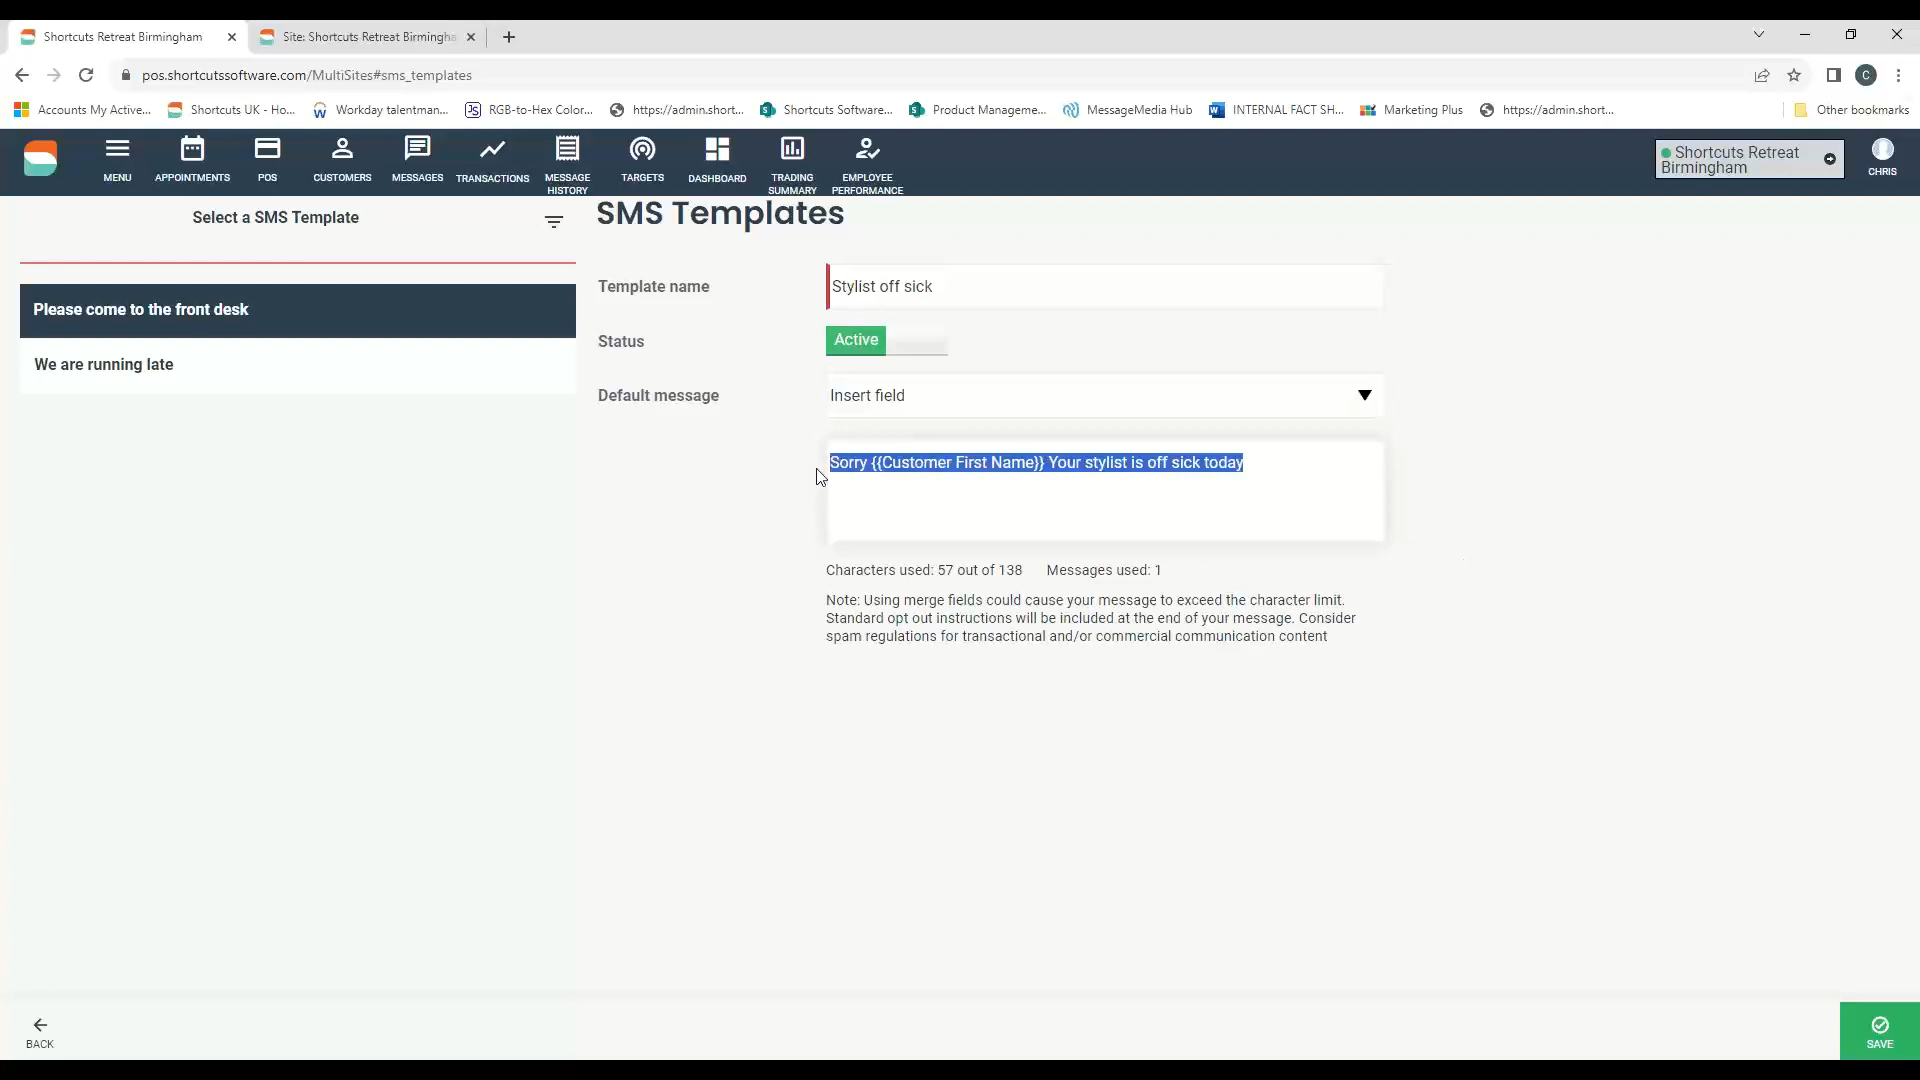 Shortcuts Retreat Birmingham
Site: Shortcuts Retreat Birmingha
pos.shortcutssoftware.com/MultiSites#sms_templates
C
Accounts My Active...
Shortcuts UK - Ho...
Workday talentman...
JS
RGB-to-Hex Color...
https://admin.short...
Shortcuts Software...
Product Manageme...
MessageMedia Hub
INTERNAL FACT SH...
Marketing Plus
https://admin.short...
Other bookmarks
MENU
APPOINTMENTS
POS
CUSTOMERS
MESSAGES
TRANSACTIONS
MESSAGE
HISTORY
TARGETS
DASHBOARD
TRADING
SUMMARY
EMPLOYEE
PERFORMANCE
Shortcuts Retreat
Birmingham
CHRIS
Select a SMS Template
Please come to the front desk
We are running late
SMS Templates
Template name
Stylist off sick
Status
Active
Default message
Insert field
Sorry {{Customer First Name}} Your stylist is off sick today
Characters used: 57 out of 138
Messages used: 1
Note: Using merge fields could cause your message to exceed the character limit.
Standard opt out instructions will be included at the end of your message. Consider
spam regulations for transactional and/or commercial communication content
BACK
SAVE